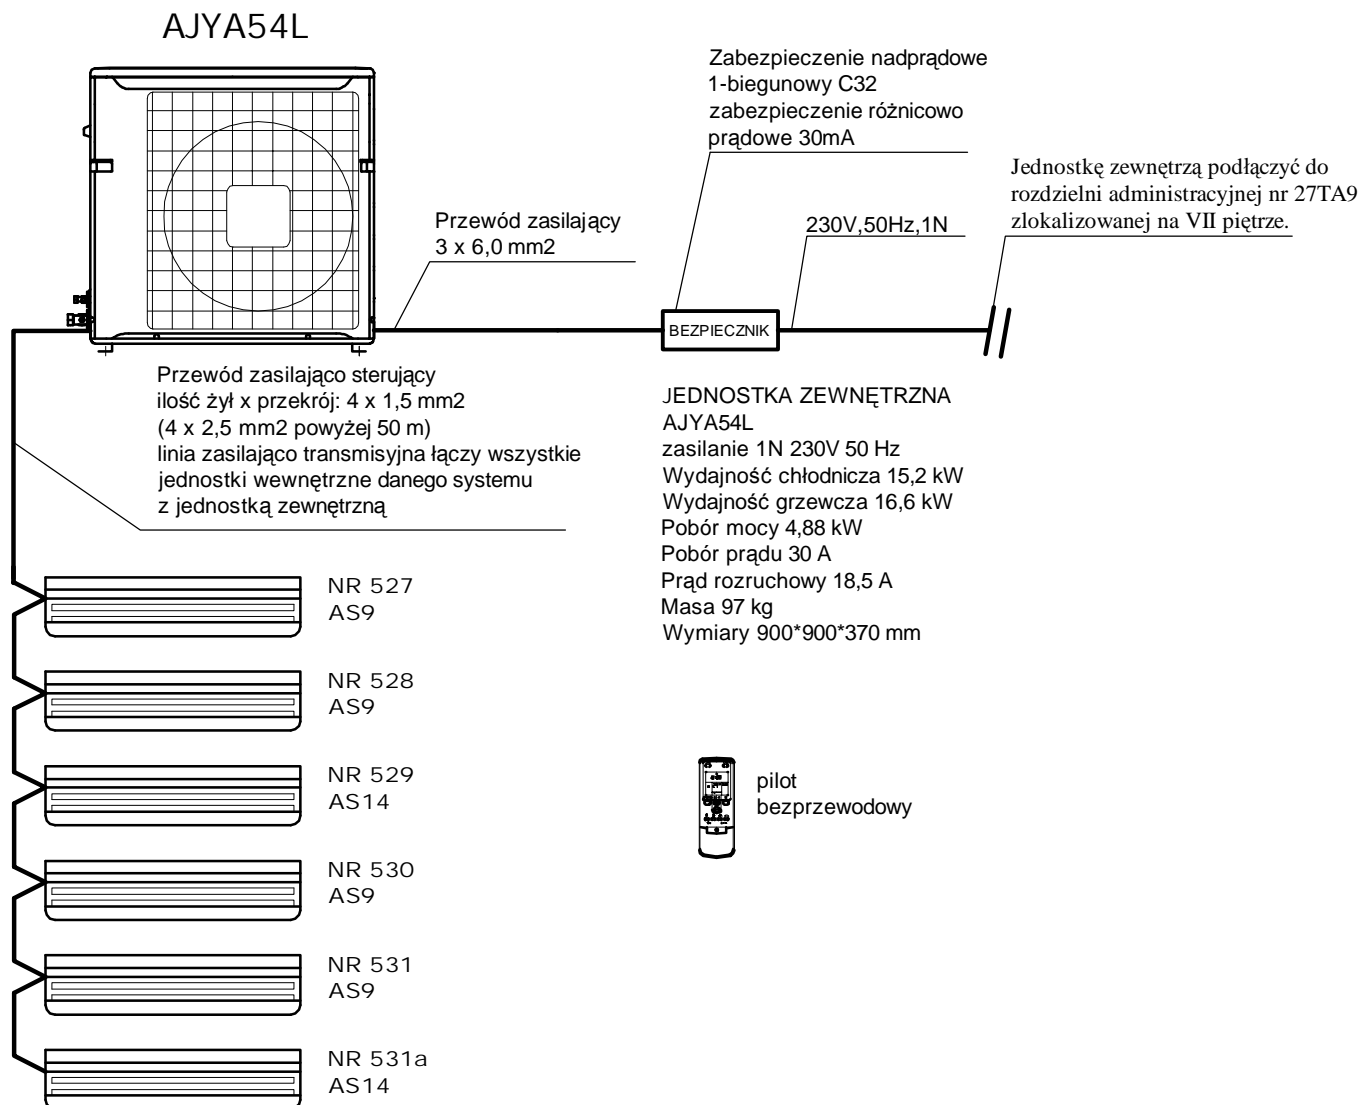 AJYA54L
Zabezpieczenie nadprądowe
1-biegunowy C32
zabezpieczenie różnicowo
prądowe 30mA
Jednostkę zewnętrzą podłączyć do
rozdzielni administracyjnej nr 27TA9
zlokalizowanej na VII piętrze.
Przewód zasilający
3 x 6,0 mm2
230V,50Hz,1N
BEZPIECZNIK
Przewód zasilająco sterujący
ilość żył x przekrój: 4 x 1,5 mm2
(4 x 2,5 mm2 powyżej 50 m)
linia zasilająco transmisyjna łączy wszystkie
jednostki wewnętrzne danego systemu
z jednostką zewnętrzną
JEDNOSTKA ZEWNĘTRZNA
AJYA54L
zasilanie 1N 230V 50 Hz
Wydajność chłodnicza 15,2 kW
Wydajność grzewcza 16,6 kW
Pobór mocy 4,88 kW
Pobór prądu 30 A
Prąd rozruchowy 18,5 A
Masa 97 kg
Wymiary 900*900*370 mm
NR 527
AS9
NR 528
AS9
NR 529
AS14
NR 530
AS9
NR 531
AS9
NR 531a
AS14
pilot
bezprzewodowy